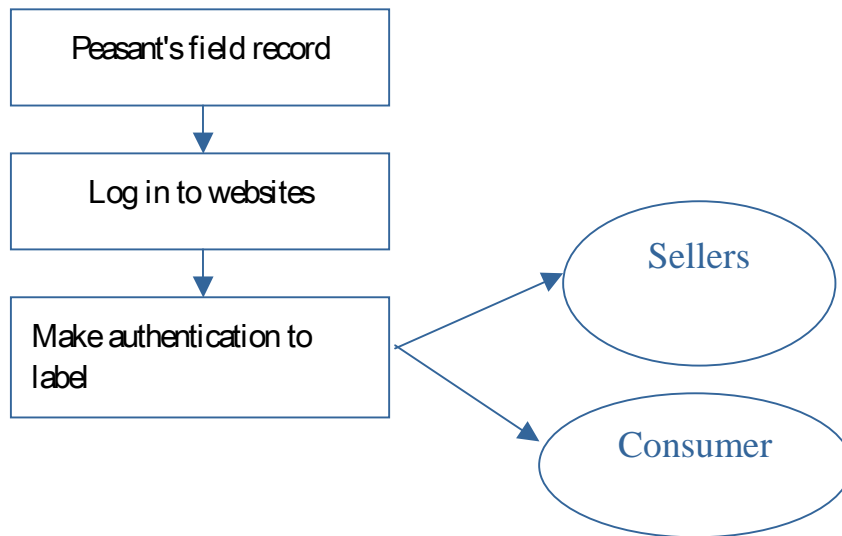 Peasant's field record
Log in to websites
Sellers
Make authentication to
label
Consumer